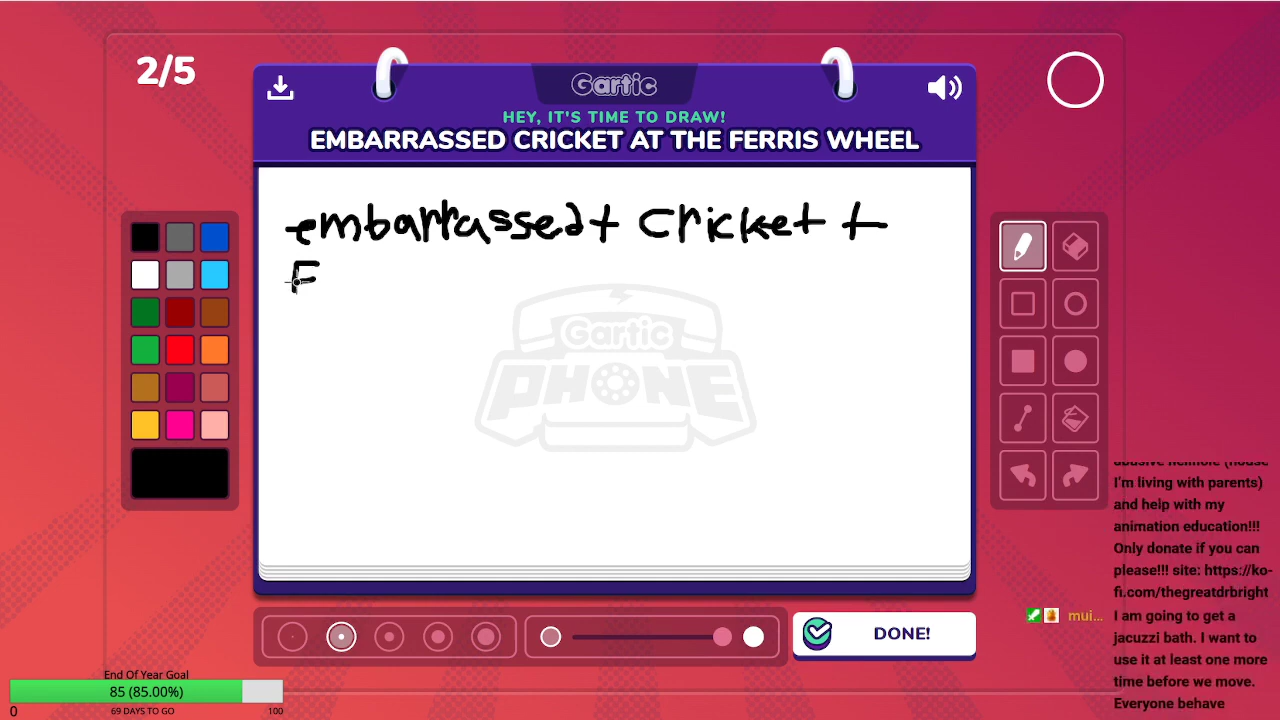 2/5
Gartic
HEY, IT'S TIME TO DRAW!
EMBARRASSED CRICKET AT THE FERRIS WHEEL
embarrassed+ cricket +
F
Gartic
PHONE
DONE!
I'm living with parents)
and help with my
animation education!!!
Only donate if you can
please!!! site: https://ko-
fi.com/thegreatdrbright
mui...
I am going to get a
jacuzzi bath. I want to
use it at least one more
time before we move.
Everyone behave
End Of Year Goal
85 (85.00%)
0 69 DAYS TO GO 100